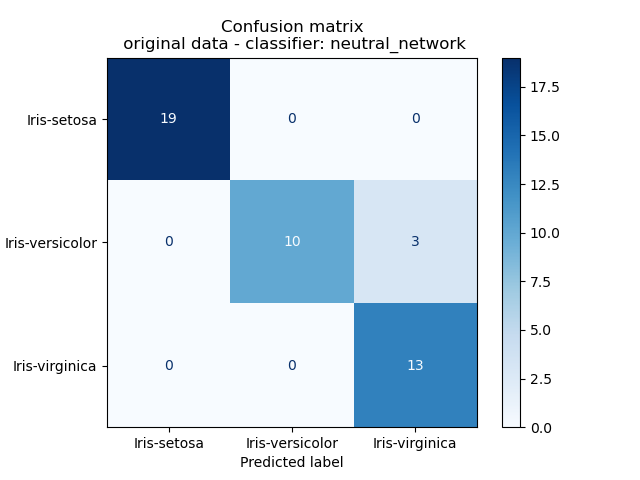 Confusion matrix
original data - classifier: neutral_network
Iris-setosa 19 0 0
Iris-versicolor 0 10 3
Iris-virginica 0 0 13
Iris-setosa Iris-versicolor Iris-virginica
Predicted label
17.5
15.0
12.5
10.0
7.5
5.0
2.5
0.0